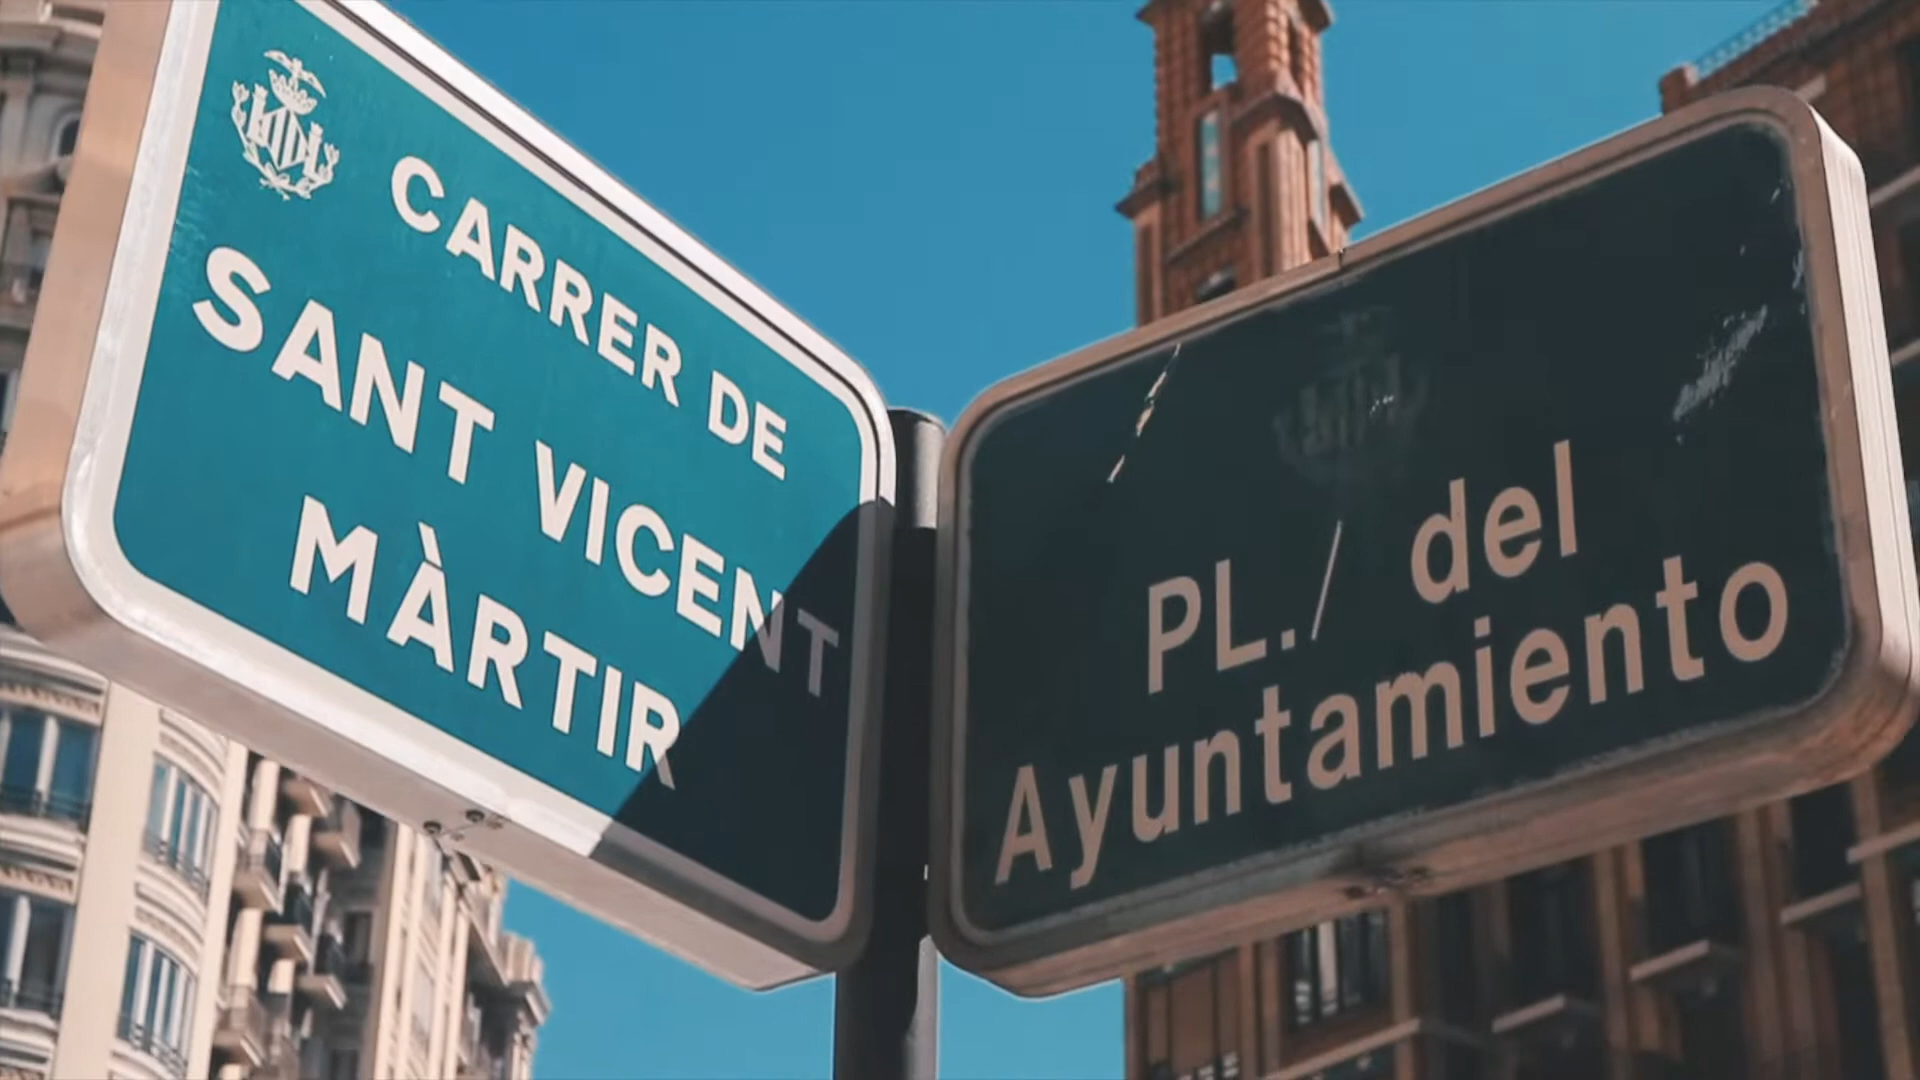 CARRER DE
SANT VICENT
MÀRTIR
PL. del
Ayuntamiento